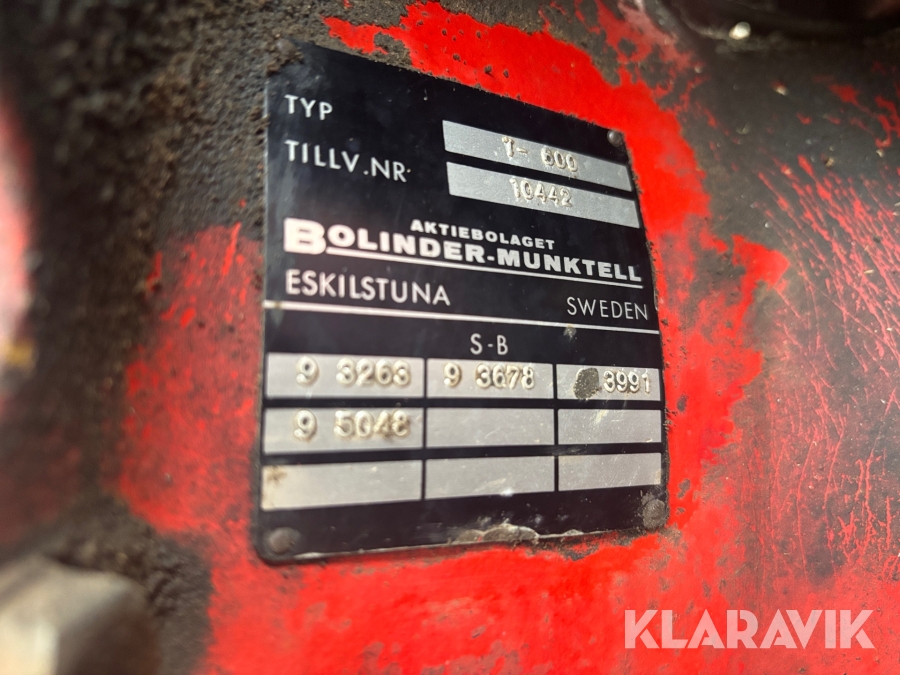 TYP T-600
TILLV.NR 10442
AKTIEBOLAGET
BOLINDER-MUNKTELL
ESKILSTUNA SWEDEN
S-B
9 3263 9 3678 3991
9 5048
KLARAVIK